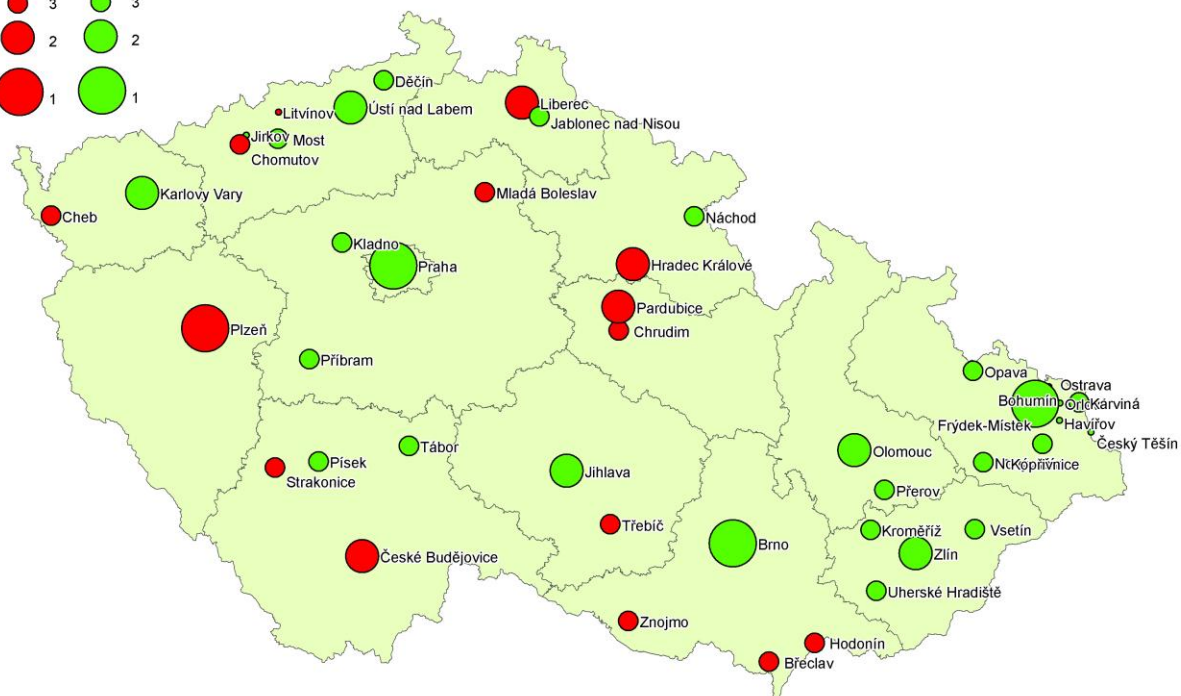 3 3
2 2
1 1
Děčín
Litvínov
Ústí nad Labem
Liberec
Jablonec nad Nisou
Jirkov
Most
Chomutov
Karlovy Vary
Cheb
Mladá Boleslav
Náchod
Kladno
Praha
Hradec Králové
Pardubice
Chrudim
Plzeň
Příbram
Opava
Ostrava
Bohumín
Karviná
Havířov
Frýdek-Místek
Český Těšín
Tábor
Písek
Strakonice
Jihlava
Olomouc
Kopřivnice
Přerov
Třebíč
Brno
Kroměříž
Vsetín
Zlín
České Budějovice
Uherské Hradiště
Znojmo
Hodonín
Břeclav